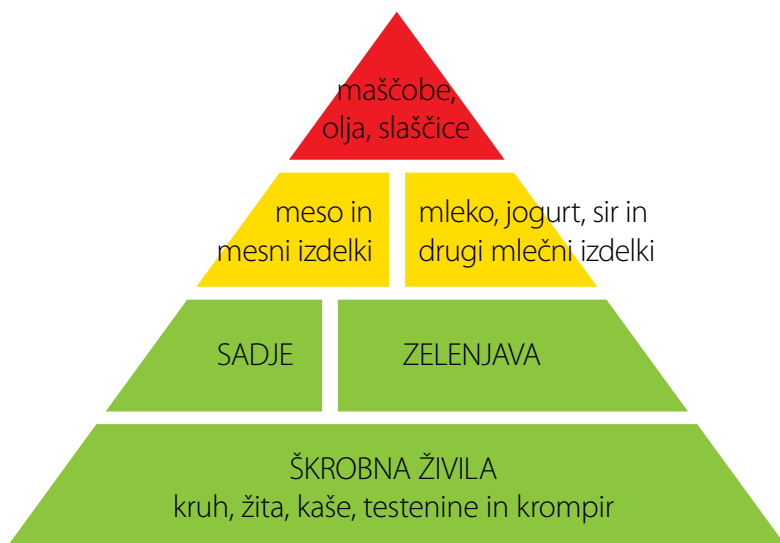 maščobe,
olja, slaščice
meso in
mesni izdelki
mleko, jogurt, sir in
drugi mlečni izdelki
SADJE
ZELENJAVA
ŠKROBNA ŽIVILA
kruh, žita, kaše, testenine in krompir